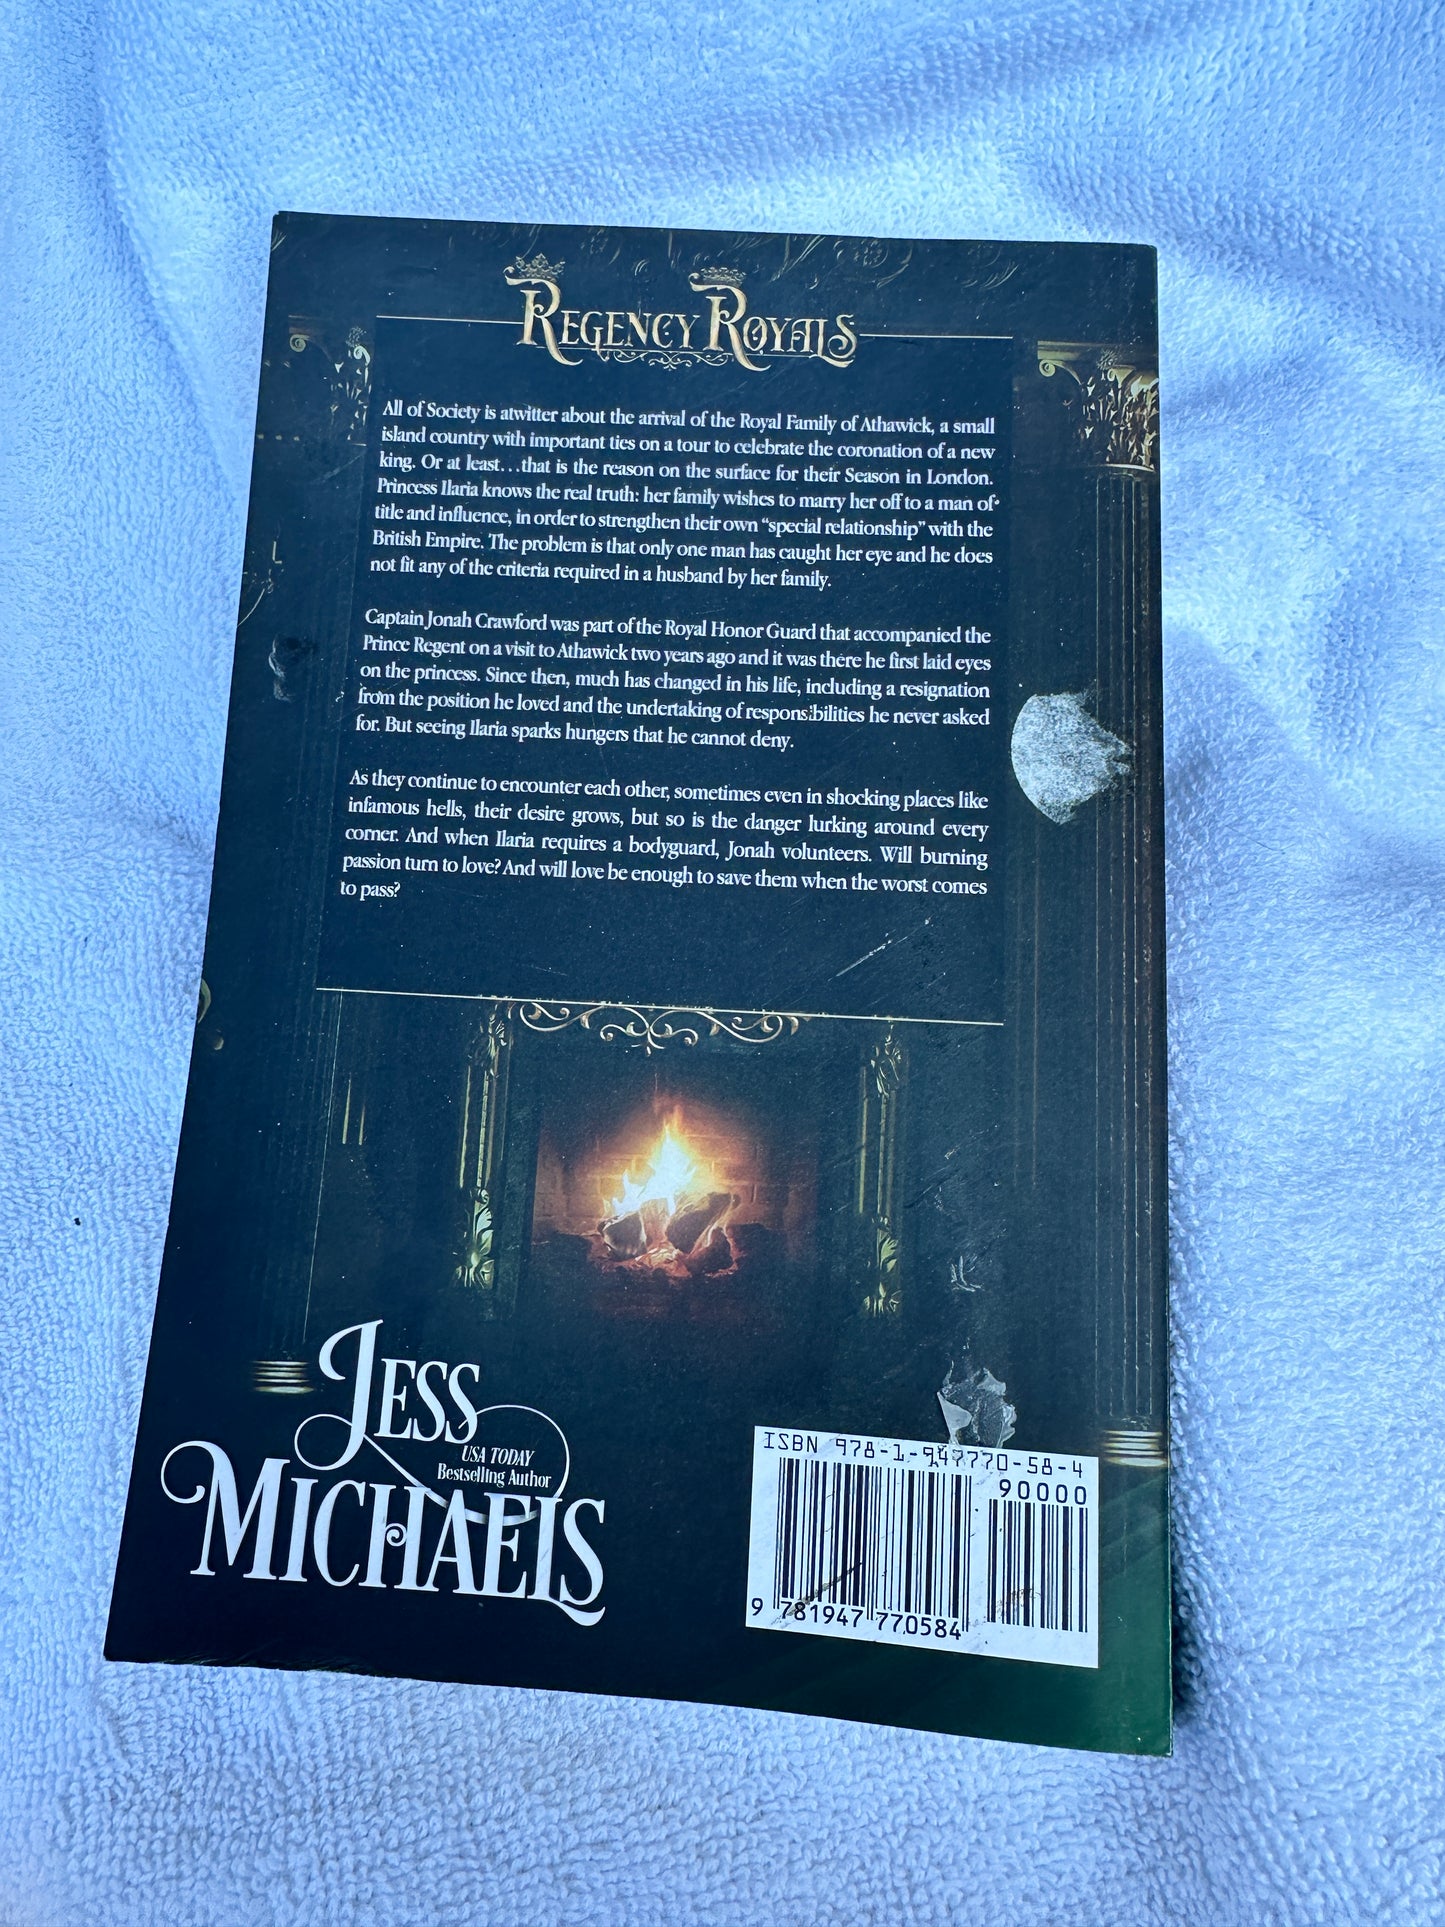 REGENCY ROYALS
All of Society is atwitter about the arrival of the Royal Family of Athawick, a small
island country with important ties on a tour to celebrate the coronation of a new
king. Or at least…that is the reason on the surface for their Season in London.
Princess Ilaria knows the real truth: her family wishes to marry her off to a man of
title and influence, in order to strengthen their own “special relationship” with the
British Empire. The problem is that only one man has caught her eye and he does
not fit any of the criteria required in a husband by her family.
Captain Jonah Crawford was part of the Royal Honor Guard that accompanied the
Prince Regent on a visit to Athawick two years ago and it was there he first laid eyes
on the princess. Since then, much has changed in his life, including a resignation
from the position he loved and the undertaking of responsibilities he never asked
for. But seeing Ilaria sparks hungers that he cannot deny.
As they continue to encounter each other, sometimes even in shocking places like
infamous hells, their desire grows, but so is the danger lurking around every
corner. And when Ilaria requires a bodyguard, Jonah volunteers. Will burning
passion turn to love? And will love be enough to save them when the worst comes
to pass?
JESS
USA TODAY
Bestselling Author
MICHAELS
ISBN 978-1-947770-58-4
90000
9 781947 770584